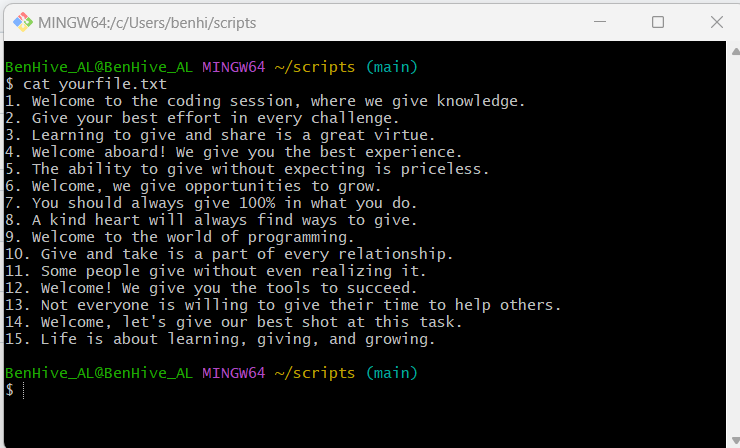 MINGW64:/c/Users/benhi/scripts
BenHive_AL@BenHive_AL MINGW64 ~/scripts (main)
$ cat yourfile.txt
1. Welcome to the coding session, where we give knowledge.
2. Give your best effort in every challenge.
3. Learning to give and share is a great virtue.
4. Welcome aboard! We give you the best experience.
5. The ability to give without expecting is priceless.
6. Welcome, we give opportunities to grow.
7. You should always give 100% in what you do.
8. A kind heart will always find ways to give.
9. Welcome to the world of programming.
10. Give and take is a part of every relationship.
11. Some people give without even realizing it.
12. Welcome! We give you the tools to succeed.
13. Not everyone is willing to give their time to help others.
14. Welcome, let's give our best shot at this task.
15. Life is about learning, giving, and growing.
BenHive_AL@BenHive_AL MINGW64 ~/scripts (main)
$